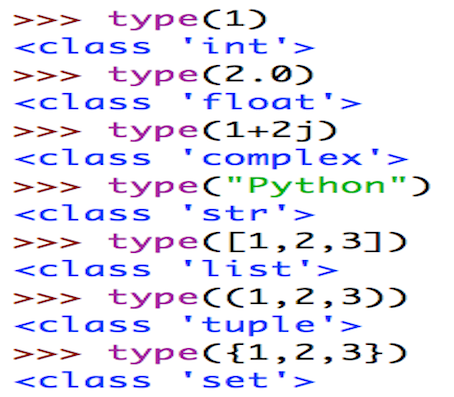 >>> type(1)
<class 'int'>
>>> type(2.0)
<class 'float'>
>>> type(1+2j)
<class 'complex'>
>>> type("Python")
<class 'str'>
>>> type([1,2,3])
<class 'list'>
>>> type((1,2,3))
<class 'tuple'>
>>> type({1,2,3})
<class 'set'>